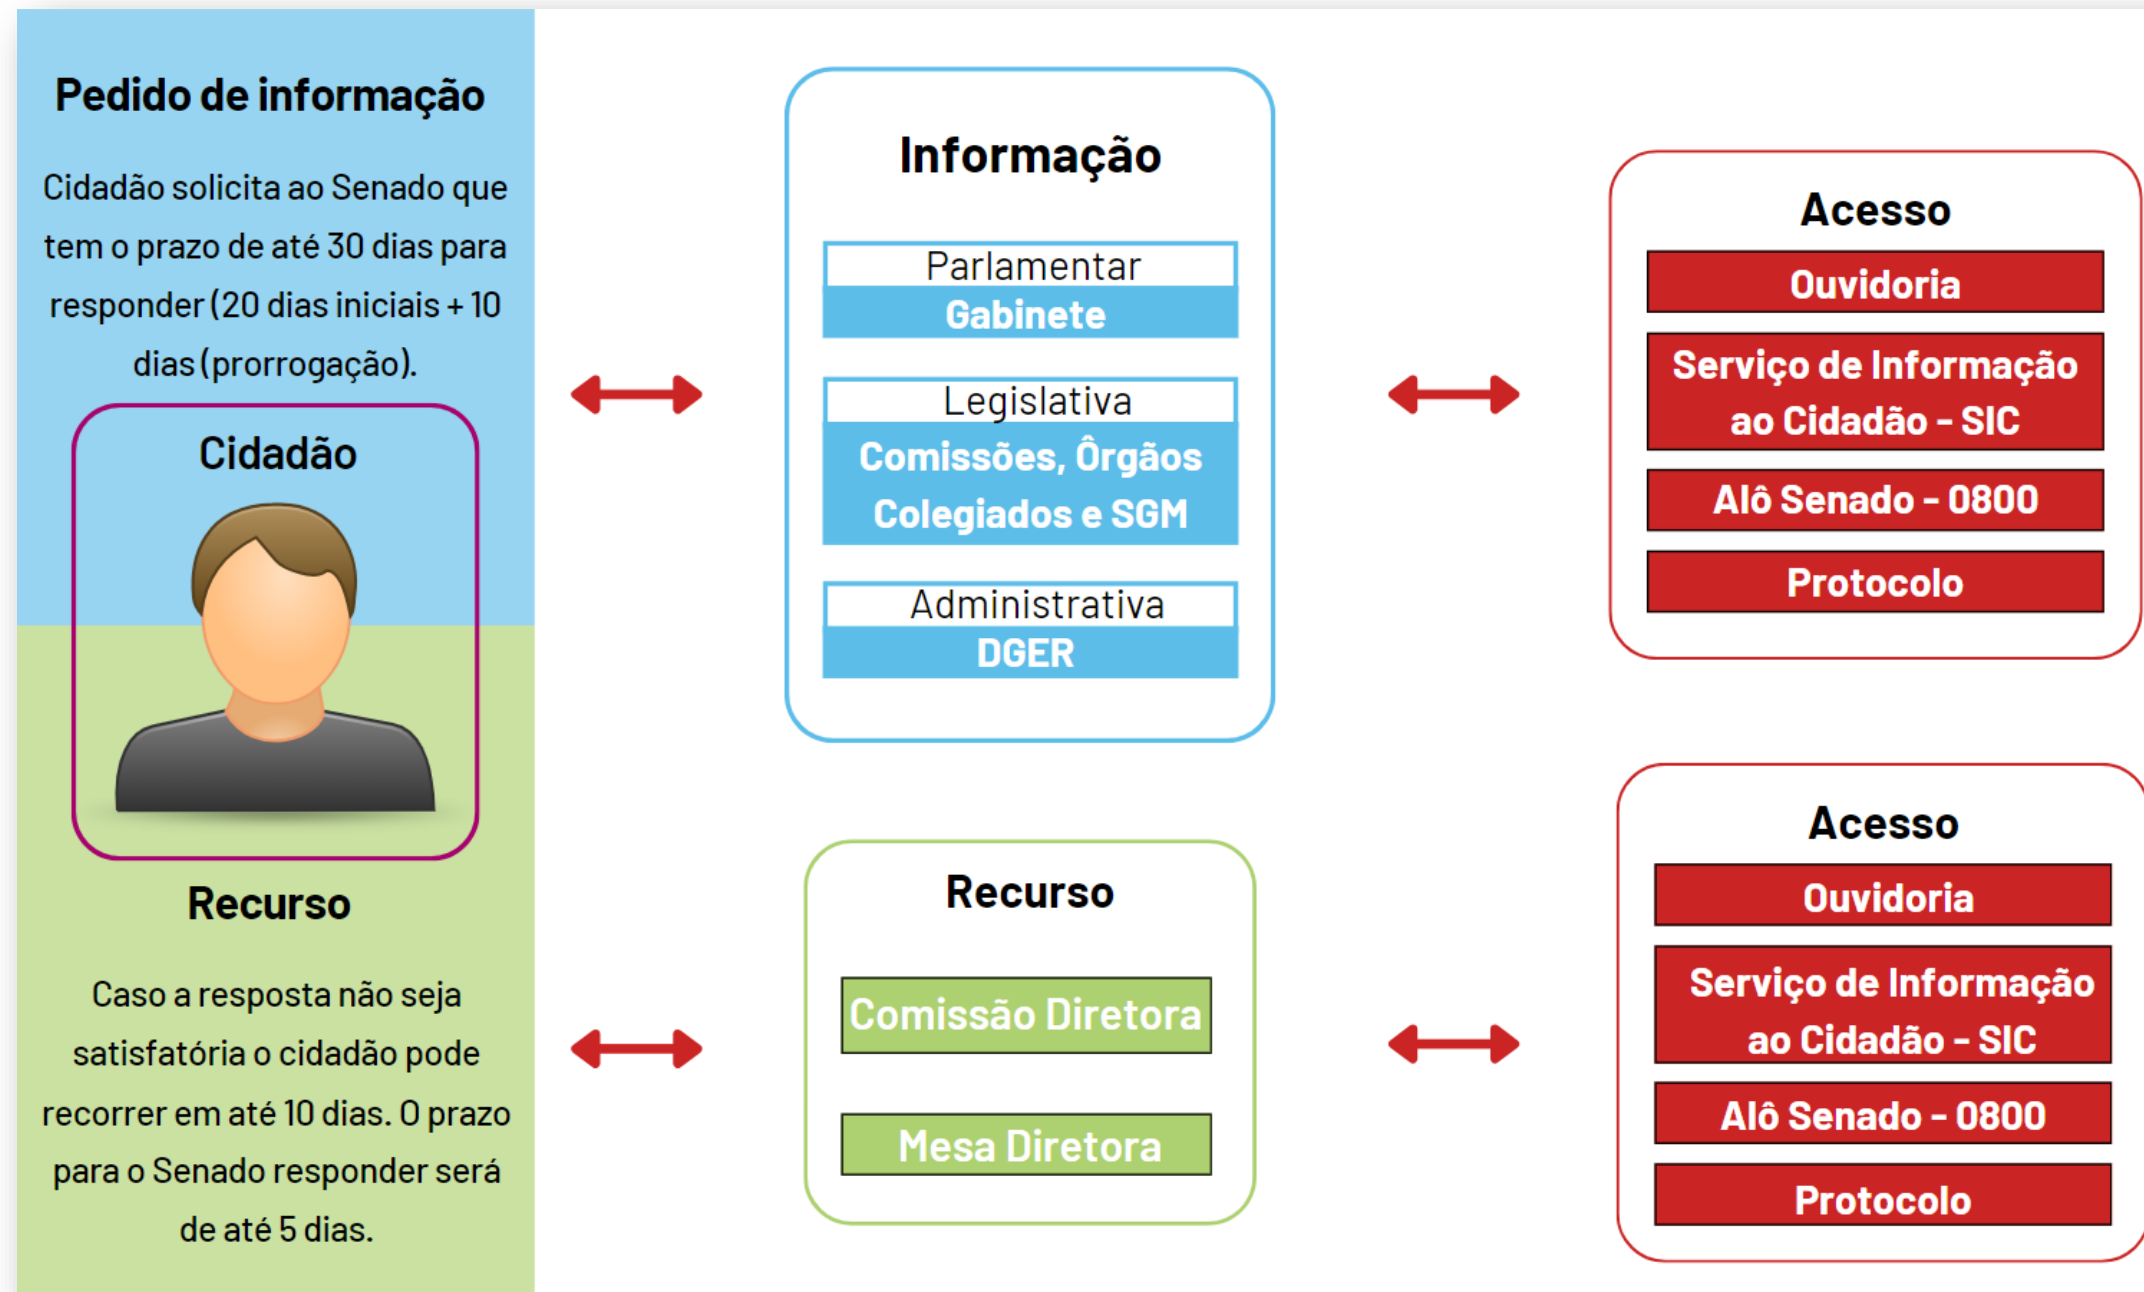 Pedido de informação
Cidadão solicita ao Senado que
tem o prazo de até 30 dias para
responder (20 dias iniciais + 10
dias (prorrogação).
Cidadão
Recurso
Caso a resposta não seja
satisfatória o cidadão pode
recorrer em até 10 dias. O prazo
para o Senado responder será
de até 5 dias.
Informação
Parlamentar
Gabinete
Legislativa
Comissões, Ôrgãos
Colegiados e SGM
Administrativa
DGER
Recurso
Comissão Diretora
Mesa Diretora
Acesso
Ouvidoria
Serviço de Informação
ao Cidadão - SIC
Alô Senado - 0800
Protocolo
Acesso
Ouvidoria
Serviço de Informação
ao Cidadão - SIC
Alô Senado - 0800
Protocolo